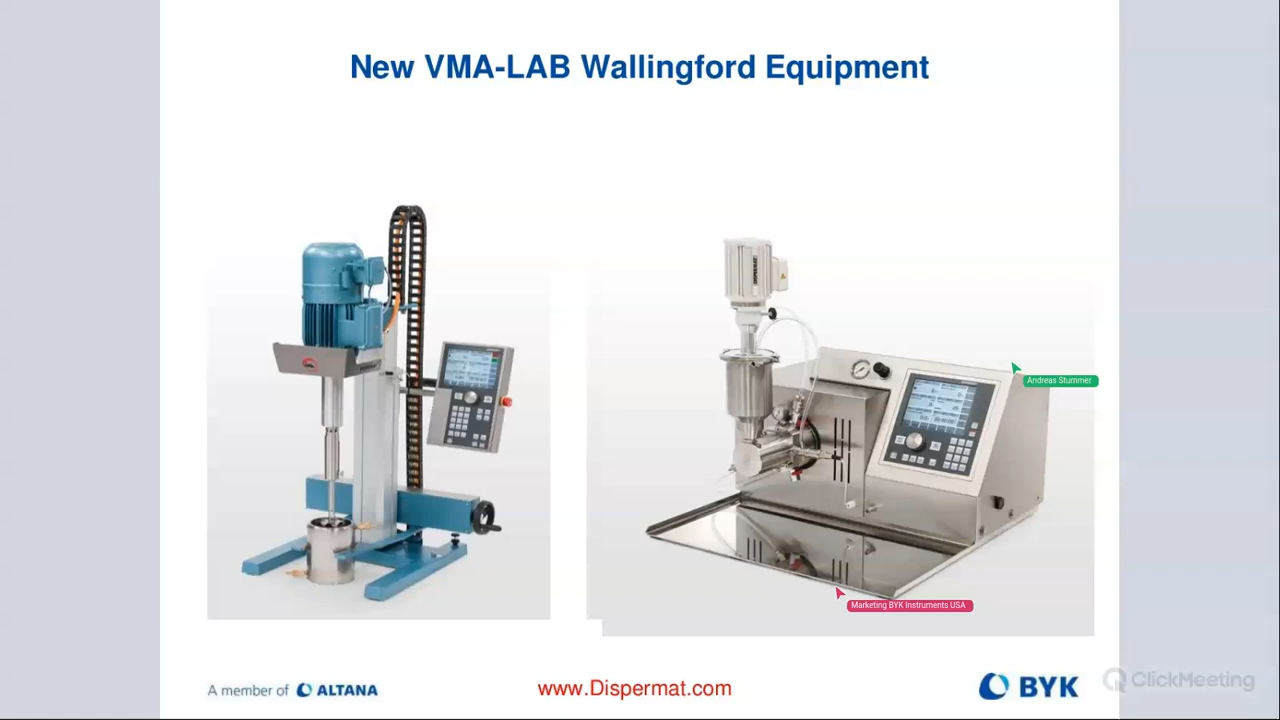 New VMA-LAB Wallingford Equipment
DISPERMAT
Andreas Stummer
Marketing BYK Instruments USA
A member of ALTANA
www.Dispermat.com
BYK
ClickMeeting